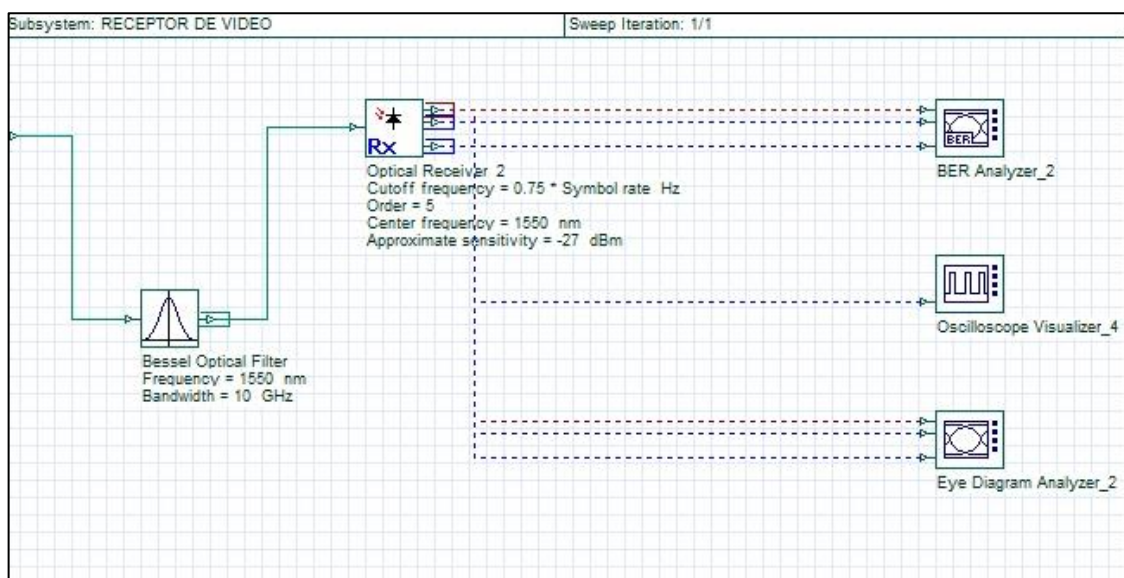 Subsystem: RECEPTOR DE VIDEO
Sweep Iteration: 1/1
Rx
Optical Receiver_2
Cutoff frequency = 0.75 * Symbol rate  Hz
Order = 5
Center frequency = 1550  nm
Approximate sensitivity = -27  dBm
BER
BER Analyzer_2
Oscilloscope Visualizer_4
Bessel Optical Filter
Frequency = 1550  nm
Bandwidth = 10  GHz
Eye Diagram Analyzer_2